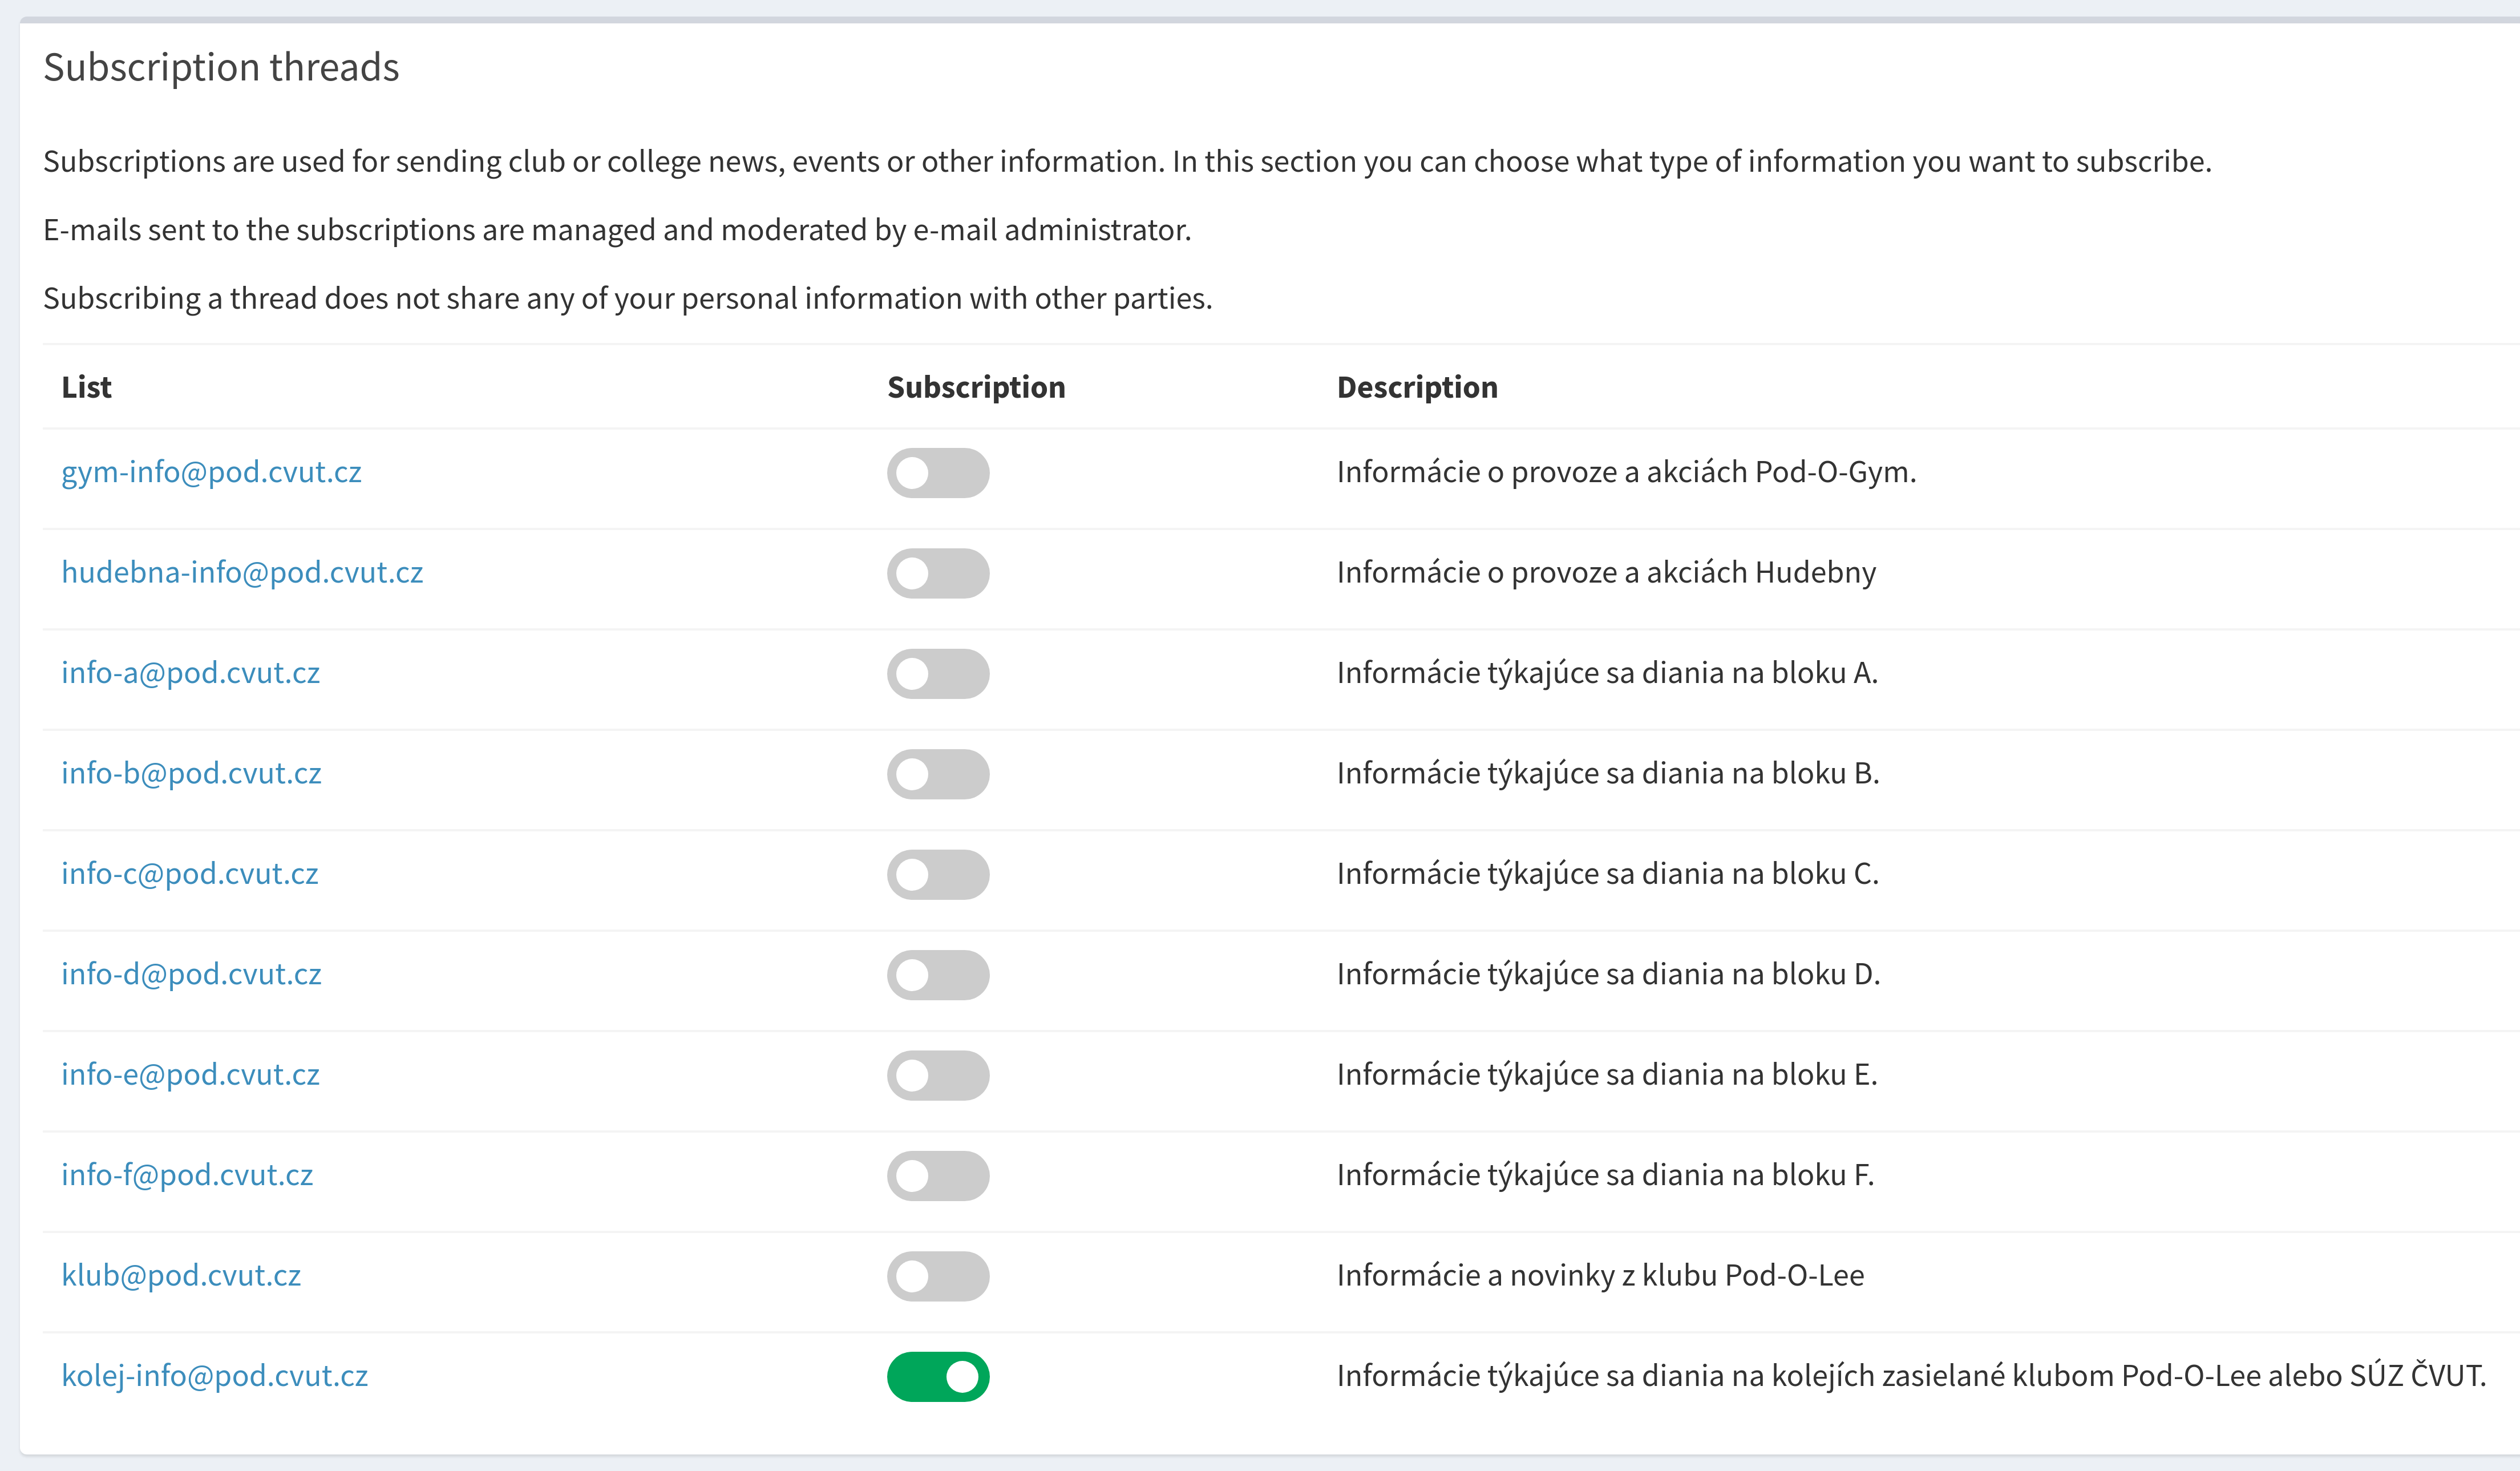 Subscription threads
Subscriptions are used for sending club or college news, events or other information. In this section you can choose what type of information you want to subscribe.
E-mails sent to the subscriptions are managed and moderated by e-mail administrator.
Subscribing a thread does not share any of your personal information with other parties.
List Subscription Description
gym-info@pod.cvut.cz Informácie o provoze a akciách Pod-O-Gym.
hudebna-info@pod.cvut.cz Informácie o provoze a akciách Hudebny
info-a@pod.cvut.cz Informácie týkajúce sa diania na bloku A.
info-b@pod.cvut.cz Informácie týkajúce sa diania na bloku B.
info-c@pod.cvut.cz Informácie týkajúce sa diania na bloku C.
info-d@pod.cvut.cz Informácie týkajúce sa diania na bloku D.
info-e@pod.cvut.cz Informácie týkajúce sa diania na bloku E.
info-f@pod.cvut.cz Informácie týkajúce sa diania na bloku F.
klub@pod.cvut.cz Informácie a novinky z klubu Pod-O-Lee
kolej-info@pod.cvut.cz Informácie týkajúce sa diania na kolejích zasielané klubom Pod-O-Lee alebo SÚZ ČVUT.